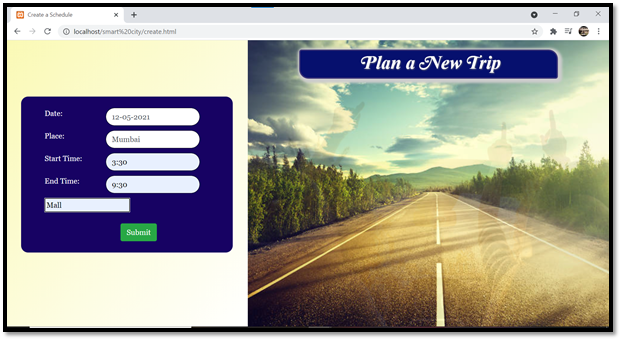 Create a Schedule
localhost/smart%20city/create.html
Plan a New Trip
Date:
12-05-2021
Place:
Mumbai
Start Time:
3:30
End Time:
9:30
Mall
Submit